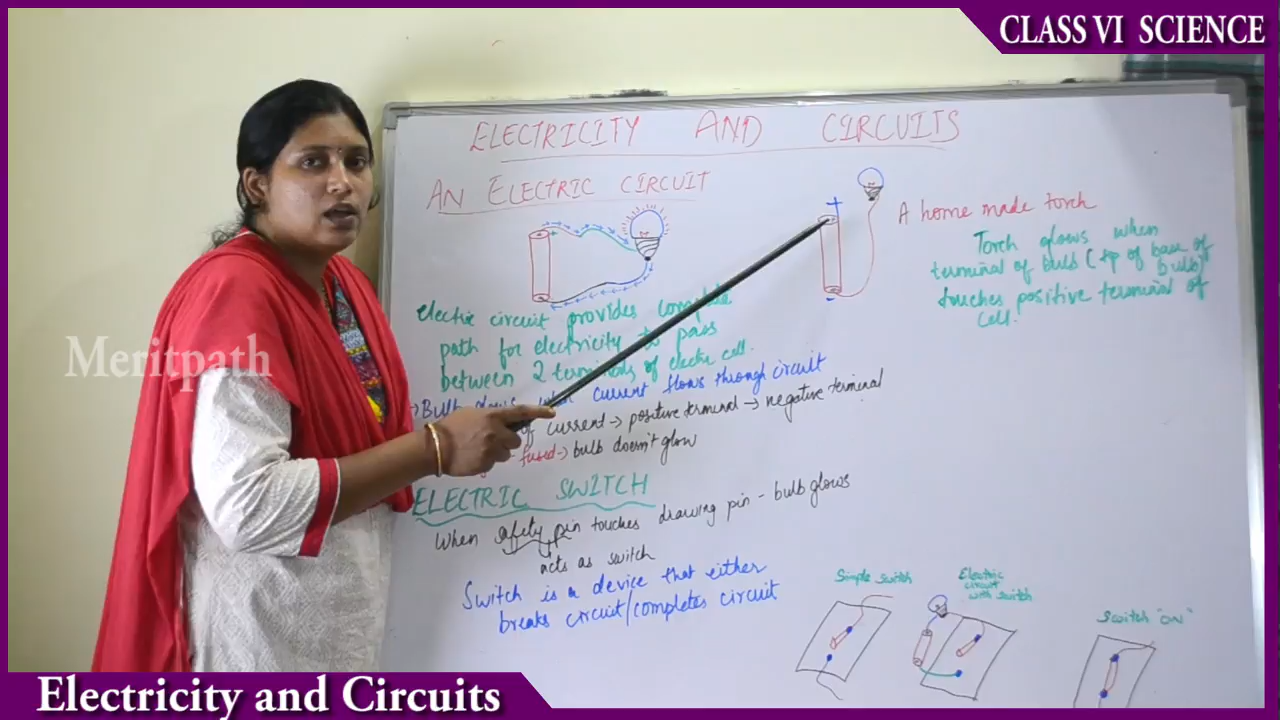 CLASS VI SCIENCE
ELECTRICITY AND CIRCUITS
AN ELECTRIC CIRCUIT
+
-
A home made torch
Torch glows when
terminal of bulb (tip of base of
bulb)
touches positive terminal of
cell.
Electric circuit provides complete
path for electricity to pass
between 2 terminals of electric cell.
→ Bulb glows current flows through circuit
of current → positive terminal → negative terminal
fused → bulb doesn't glow
ELECTRIC SWITCH
When safety pin touches drawing pin - bulb glows
acts as switch
Switch is a device that either
breaks circuit/completes circuit
Simple switch
Electric
circuit
with switch
Switch "ON"
Meritpath
Electricity and Circuits